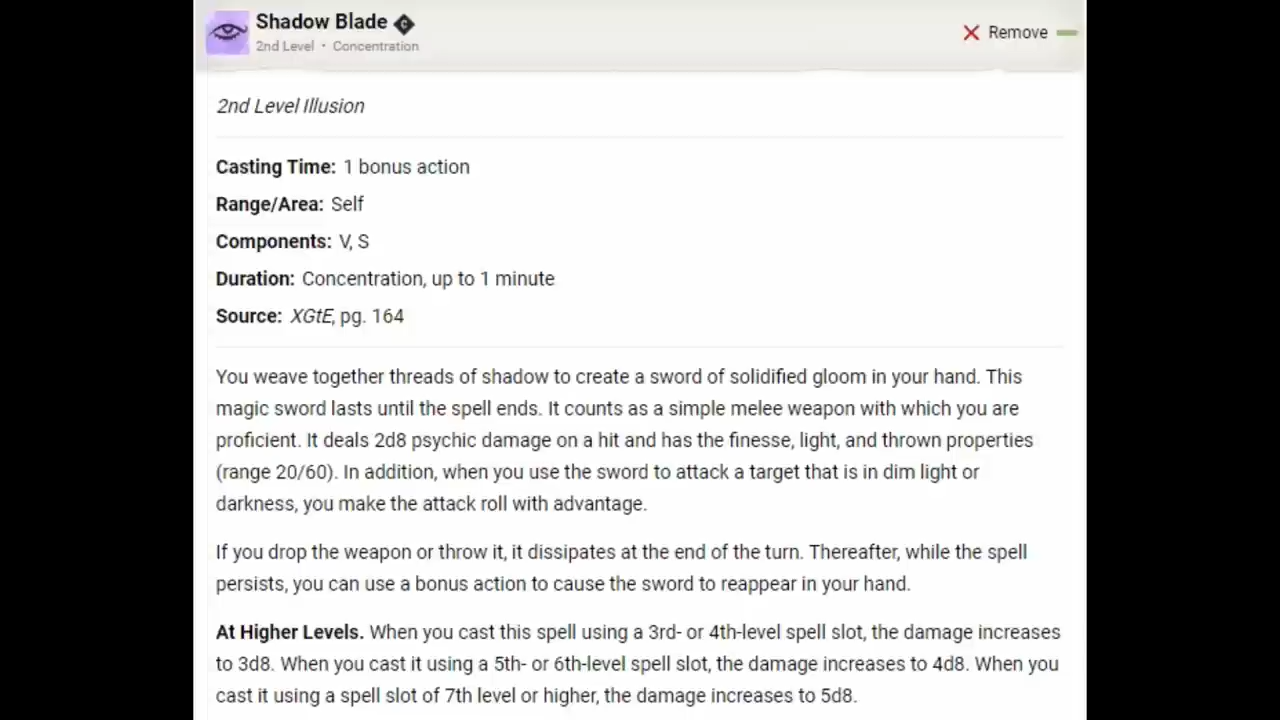 Shadow Blade C
2nd Level • Concentration
Remove
2nd Level Illusion
Casting Time: 1 bonus action
Range/Area: Self
Components: V, S
Duration: Concentration, up to 1 minute
Source: XGtE, pg. 164
You weave together threads of shadow to create a sword of solidified gloom in your hand. This
magic sword lasts until the spell ends. It counts as a simple melee weapon with which you are
proficient. It deals 2d8 psychic damage on a hit and has the finesse, light, and thrown properties
(range 20/60). In addition, when you use the sword to attack a target that is in dim light or
darkness, you make the attack roll with advantage.
If you drop the weapon or throw it, it dissipates at the end of the turn. Thereafter, while the spell
persists, you can use a bonus action to cause the sword to reappear in your hand.
At Higher Levels. When you cast this spell using a 3rd- or 4th-level spell slot, the damage increases
to 3d8. When you cast it using a 5th- or 6th-level spell slot, the damage increases to 4d8. When you
cast it using a spell slot of 7th level or higher, the damage increases to 5d8.